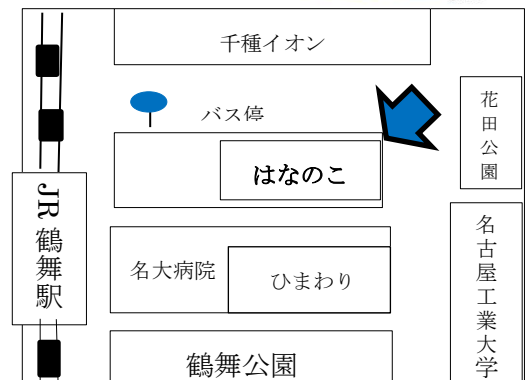 千種イオン
バス停
花田公園
はなのこ
JR鶴舞駅
名大病院
ひまわり
名古屋工業大学
鶴舞公園